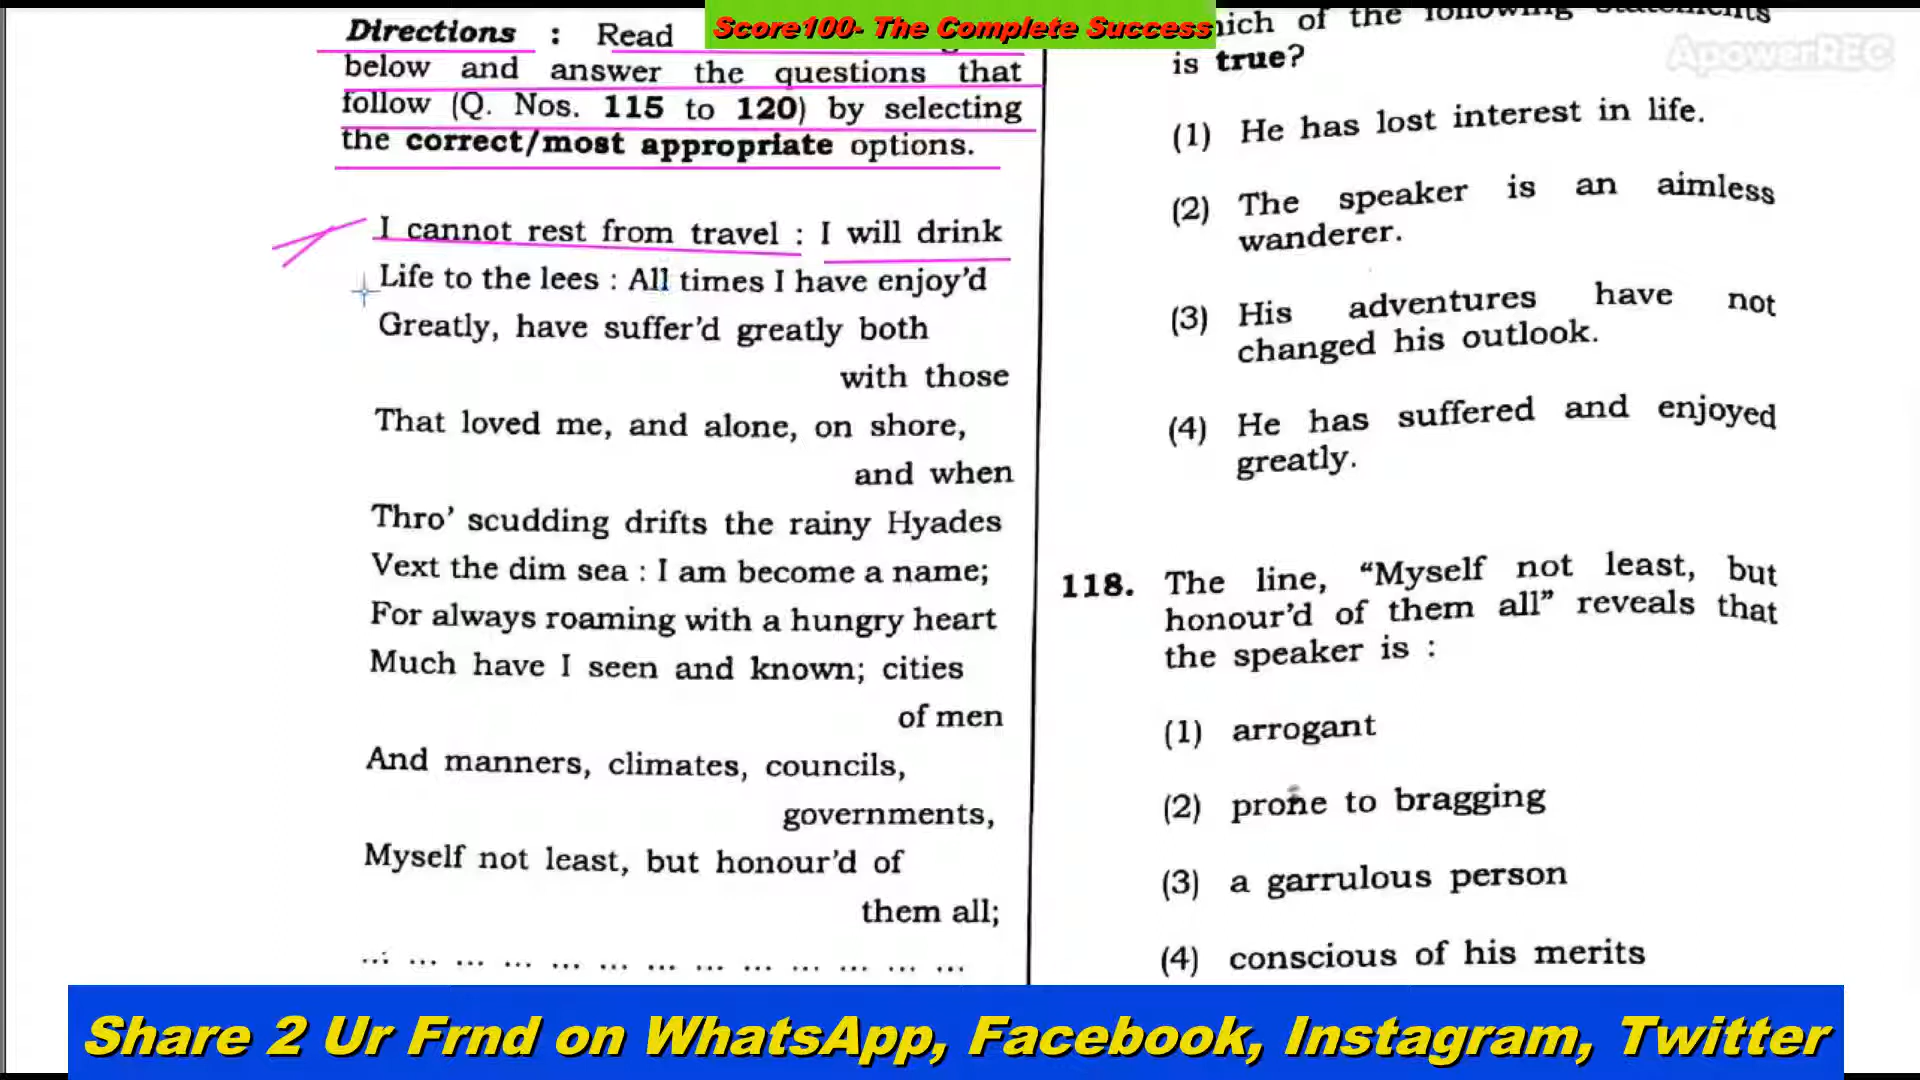 Score100- The Complete Success
ApowerREC
Directions : Read
below and answer the questions that
follow (Q. Nos. 115 to 120) by selecting
the correct/most appropriate options.
I cannot rest from travel : I will drink
Life to the lees : All times I have enjoy'd
Greatly, have suffer'd greatly both
with those
That loved me, and alone, on shore,
and when
Thro' scudding drifts the rainy Hyades
Vext the dim sea : I am become a name;
For always roaming with a hungry heart
Much have I seen and known; cities
of men
And manners, climates, councils,
governments,
Myself not least, but honour'd of
them all;
... ... ... ... ... ... ... ... ... ... ... ... ...
of the following statements
is true?
(1) He has lost interest in life.
(2) The speaker is an aimless
wanderer.
(3) His adventures have not
changed his outlook.
(4) He has suffered and enjoyed
greatly.
118. The line, "Myself not least, but
honour'd of them all" reveals that
the speaker is :
(1) arrogant
(2) prone to bragging
(3) a garrulous person
(4) conscious of his merits
Share 2 Ur Frnd on WhatsApp, Facebook, Instagram, Twitter